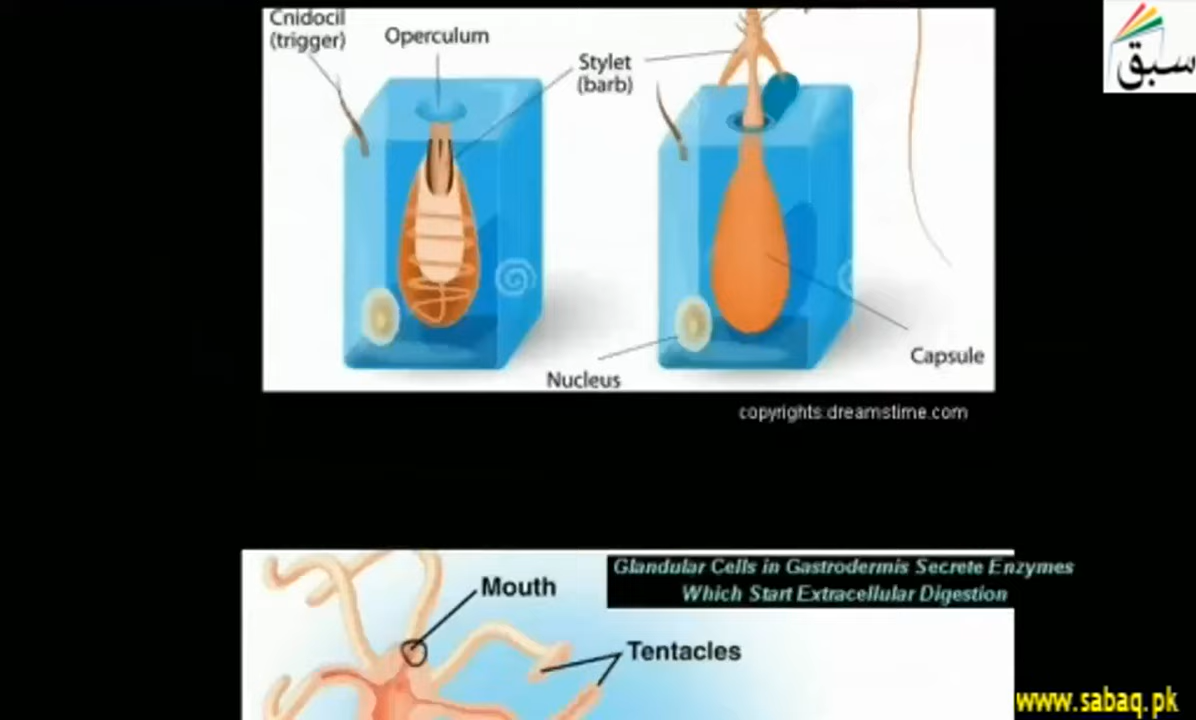 Cnidocil
(trigger)
Operculum
Stylet
(barb)
سبق
Capsule
Nucleus
copyrights:dreamstime.com
Glandular Cells in Gastrodermis Secrete Enzymes
Which Start Extracellular Digestion
Mouth
Tentacles
www.sabaq.pk